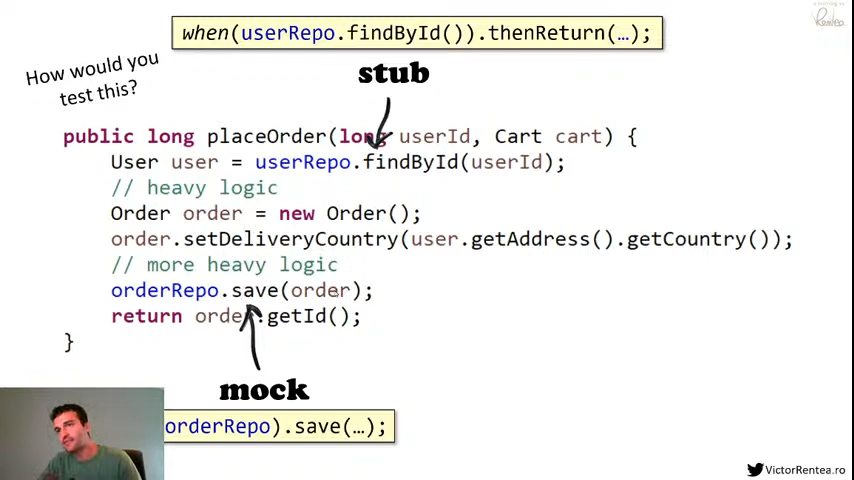 when(userRepo.findById()).thenReturn(…);
How would you
test this?
stub
public long placeOrder(long userId, Cart cart) {
User user = userRepo.findById(userId);
// heavy logic
Order order = new Order();
order.setDeliveryCountry(user.getAddress().getCountry());
// more heavy logic
orderRepo.save(order);
return order.getId();
}
mock
orderRepo).save(…);
VictorRentea.ro